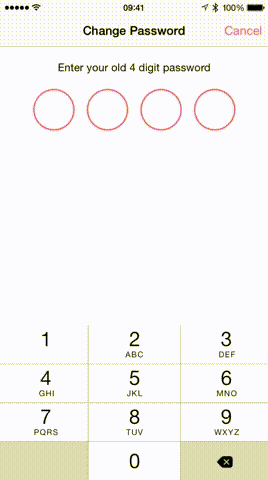 09:41 100%
Change Password Cancel
Enter your old 4 digit password
1 2 3
ABC DEF
4 5 6
GHI JKL MNO
7 8 9
PQRS TUV WXYZ
0